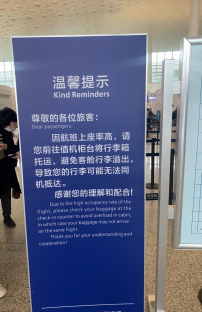 温馨提示
Kind Reminders
尊敬的各位旅客：
Dear passengers:
因航班上座率高，请
您前往值机柜台将行李箱
托运，避免客舱行李溢出，
导致您的行李可能无法同
机抵达。
感谢您的理解和配合!
Due to the high occupancy rate of the
flight, please check your baggage at the
check-in counter to avoid overload in cabin,
in which case your baggage may not arrive
on the same flight.
Thank you for your understanding and
cooperation!